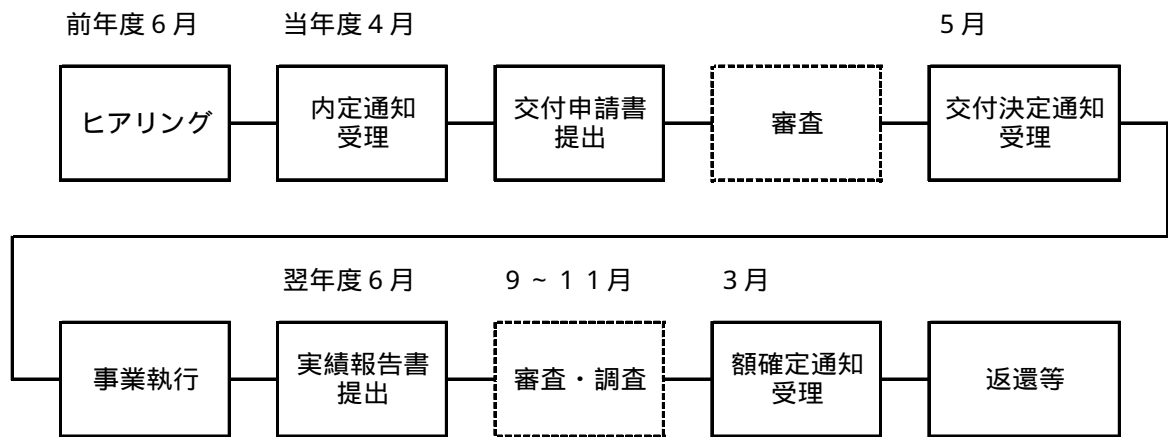 前年度６月
当年度４月
５月
ヒアリング
内定通知
受理
交付申請書
提出
審査
交付決定通知
受理
翌年度６月
９～１１月
３月
事業執行
実績報告書
提出
審査・調査
額確定通知
受理
返還等